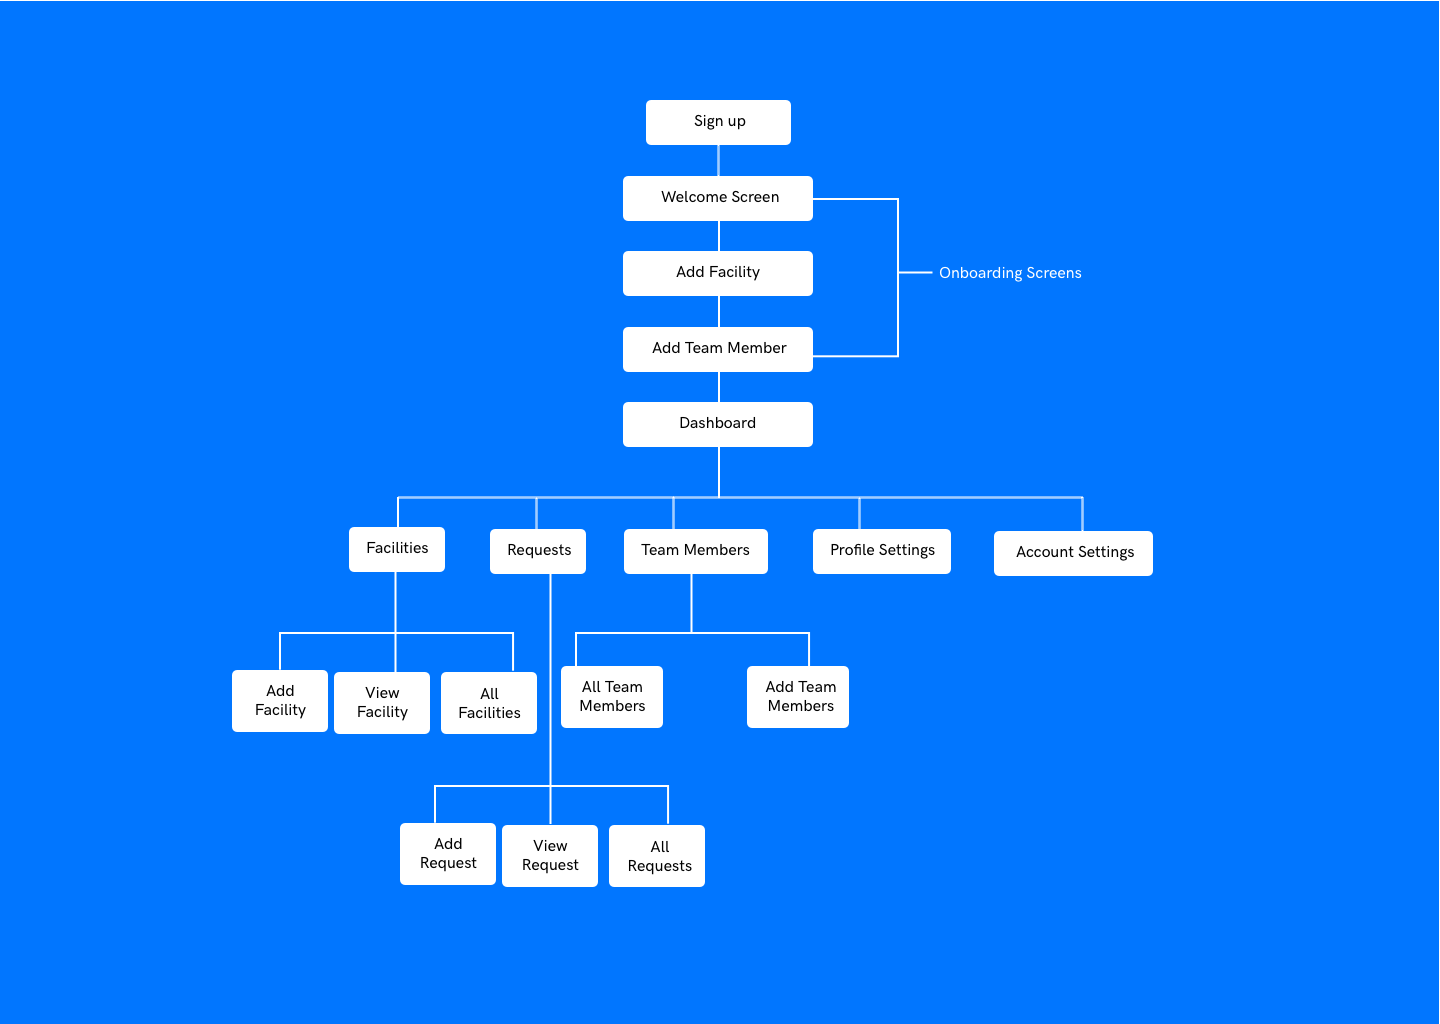 Sign up
Welcome Screen
Add Facility
Onboarding Screens
Add Team Member
Dashboard
Facilities
Requests
Team Members
Profile Settings
Account Settings
Add
Facility
View
Facility
All
Facilities
All Team
Members
Add Team
Members
Add
Request
View
Request
All
Requests